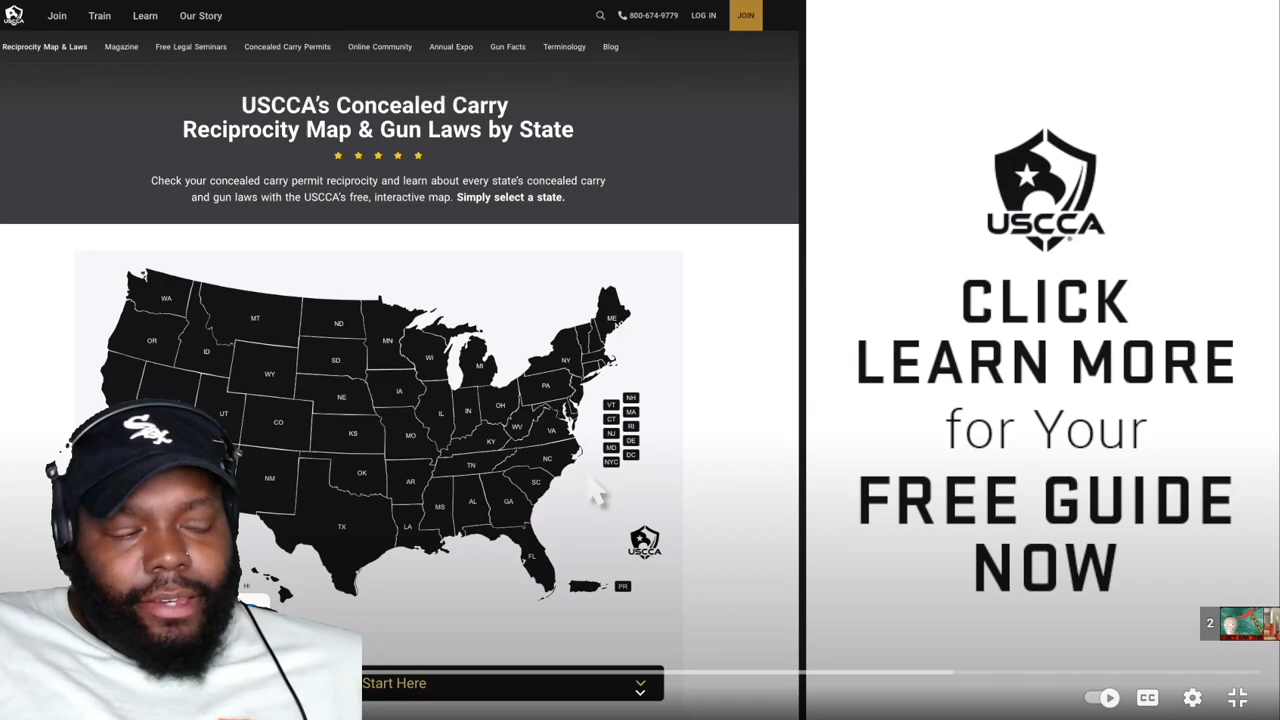 Join Train Learn Our Story 800-674-9779 LOG IN JOIN
Reciprocity Map & Laws Magazine Free Legal Seminars Concealed Carry Permits Online Community Annual Expo Gun Facts Terminology Blog
USCCA's Concealed Carry
Reciprocity Map & Gun Laws by State
Check your concealed carry permit reciprocity and learn about every state's concealed carry
and gun laws with the USCCA's free, interactive map. Simply select a state.
WA
MT
ND
MN
ME
OR
ID
SD
WI
MI
NY
WY
PA
IA
NE
NH
VT
MA
UT
CO
IL
IN
OH
CT
RI
KS
MO
KY
WV
VA
NJ
DE
MD
DC
NYC
NM
OK
AR
TN
NC
SC
MS
AL
GA
TX
LA
FL
HI
PR
USCCA
Start Here
USCCA
CLICK
LEARN MORE
for Your
FREE GUIDE
NOW
2
CC